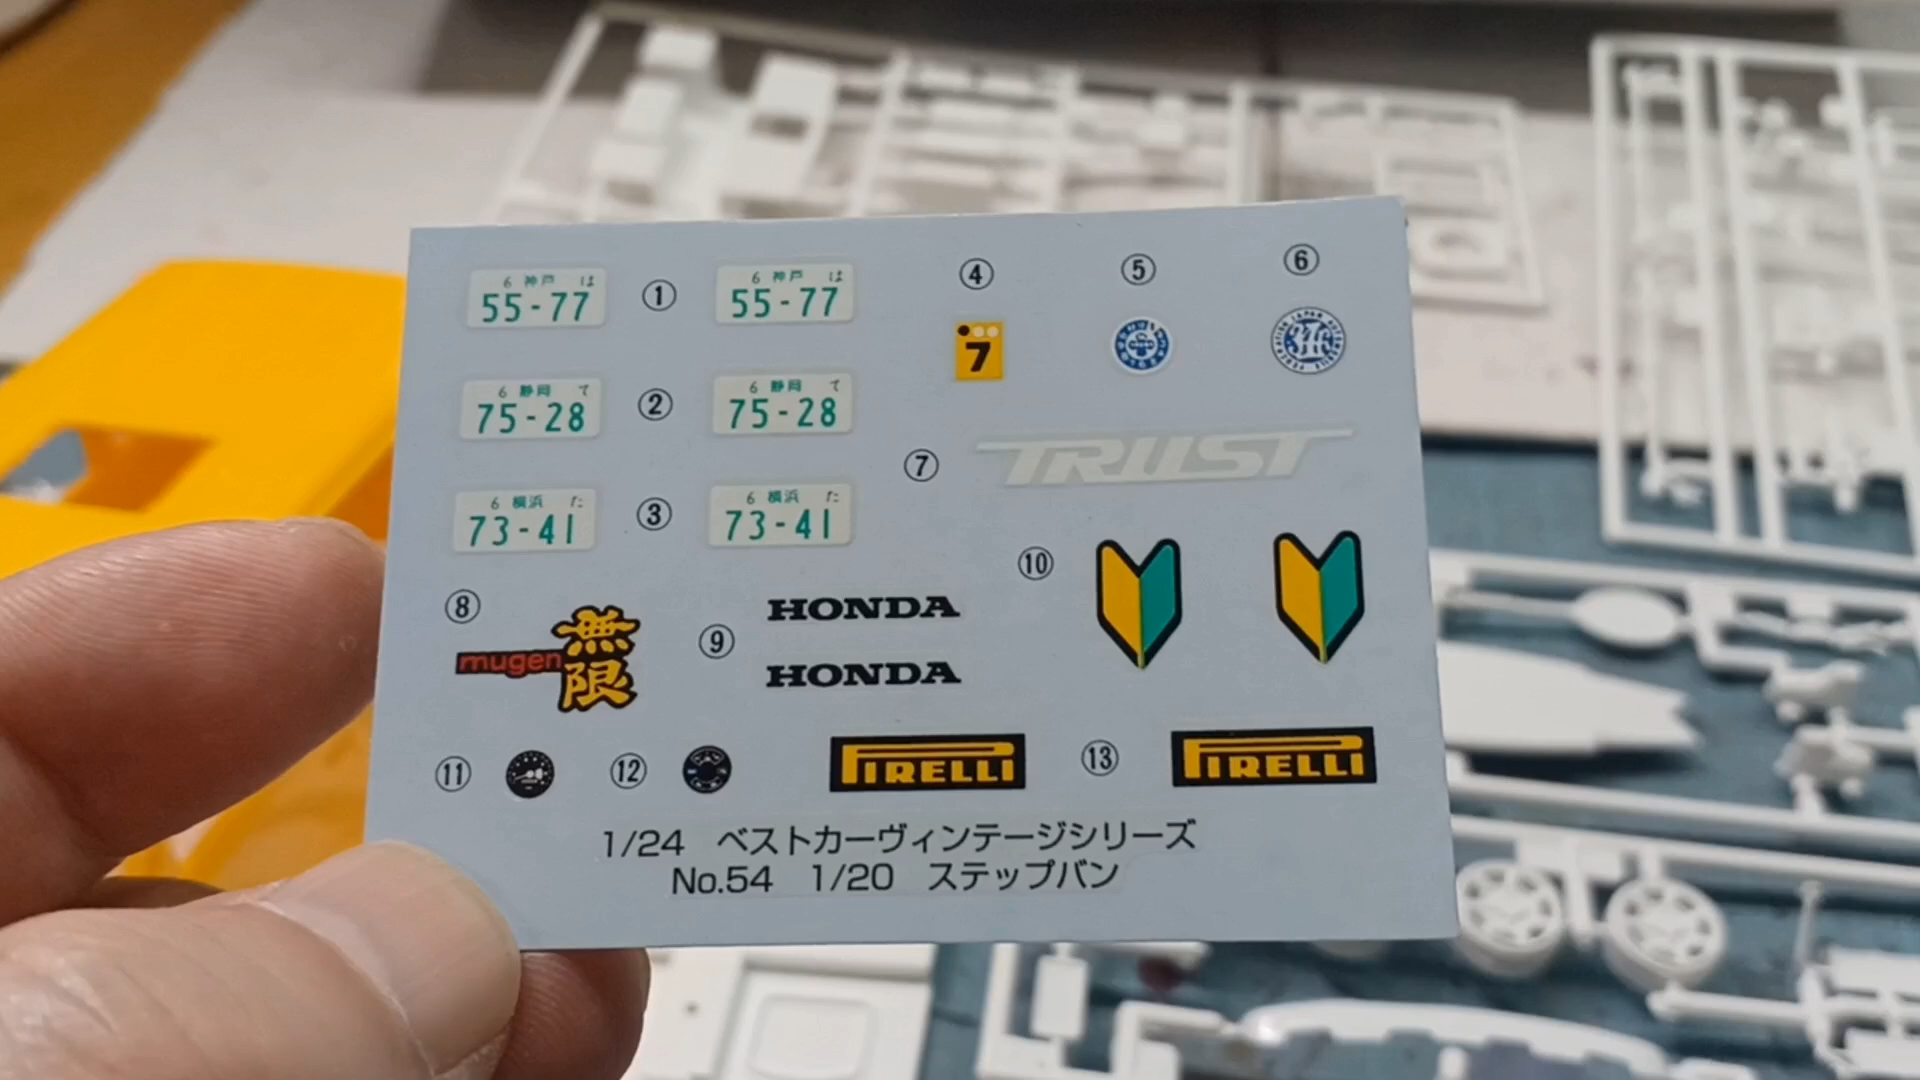 6 神戸 は
55-77
①
6 神戸 は
55-77
④
7
⑤
⑥
6 静岡 て
75-28
②
6 静岡 て
75-28
⑦
TRUST
6 横浜 た
73-41
③
6 横浜 た
73-41
⑧
mugen
無限
⑨
HONDA
HONDA
⑩
⑪
⑫
PIRELLI
⑬
PIRELLI
1/24 ベストカーヴィンテージシリーズ
No.54 1/20 ステップバン